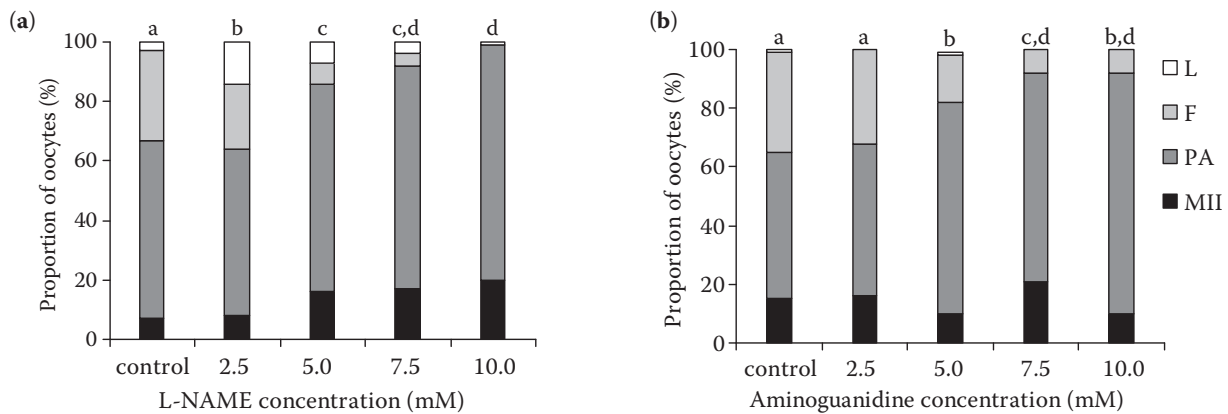 (a)
a b c c,d d
100
80
60
40
20
0
Proportion of oocytes (%)
control 2.5 5.0 7.5 10.0
L-NAME concentration (mM)
(b)
a a b c,d b,d
100
80
60
40
20
0
Proportion of oocytes (%)
control 2.5 5.0 7.5 10.0
Aminoguanidine concentration (mM)
L
F
PA
MII